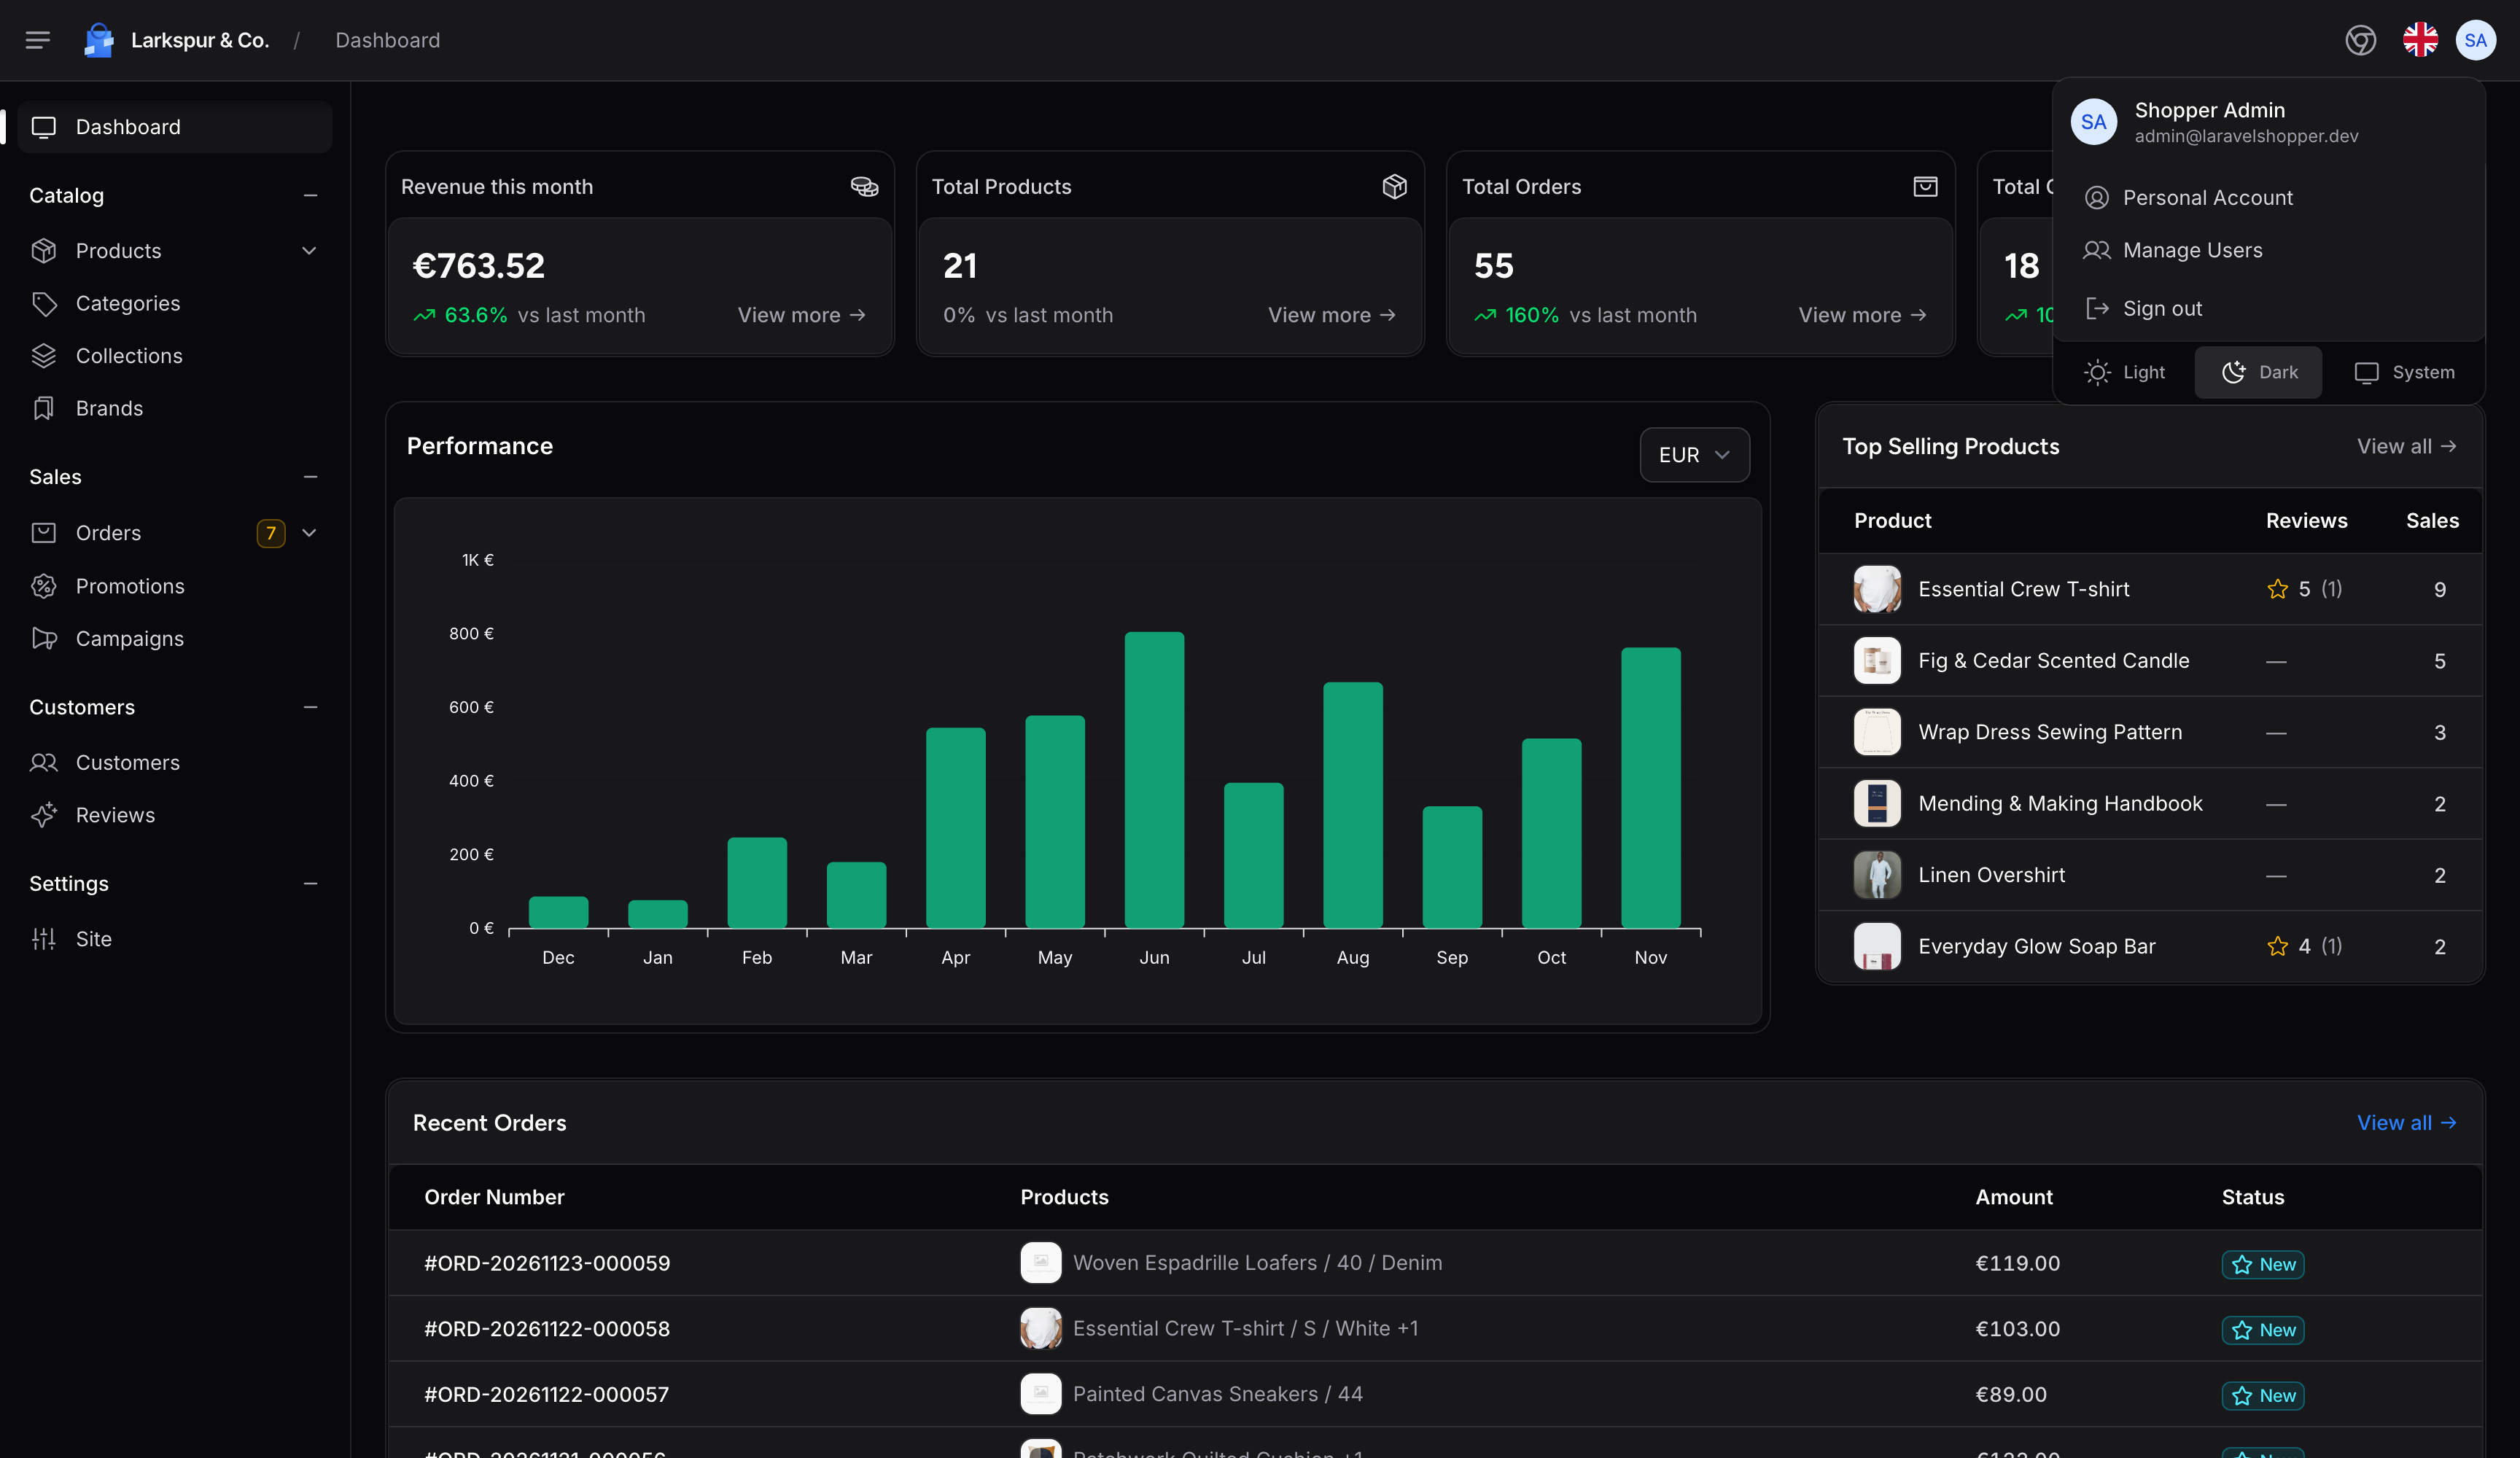 Larkspur & Co. / Dashboard
SA
Dashboard
Catalog
Products
Categories
Collections
Brands
Sales
Orders 7
Promotions
Campaigns
Customers
Customers
Reviews
Settings
Site
Revenue this month
€763.52
63.6% vs last month View more
Total Products
21
0% vs last month View more
Total Orders
55
160% vs last month View more
Total
18
SA Shopper Admin
admin@laravelshopper.dev
Personal Account
Manage Users
Sign out
Light Dark System
Performance
EUR
1K €
800 €
600 €
400 €
200 €
0 €
Dec Jan Feb Mar Apr May Jun Jul Aug Sep Oct Nov
Top Selling Products View all
Product Reviews Sales
Essential Crew T-shirt 5 (1) 9
Fig & Cedar Scented Candle — 5
Wrap Dress Sewing Pattern — 3
Mending & Making Handbook — 2
Linen Overshirt — 2
Everyday Glow Soap Bar 4 (1) 2
Recent Orders View all
Order Number Products Amount Status
#ORD-20261123-000059 Woven Espadrille Loafers / 40 / Denim €119.00 New
#ORD-20261122-000058 Essential Crew T-shirt / S / White +1 €103.00 New
#ORD-20261122-000057 Painted Canvas Sneakers / 44 €89.00 New